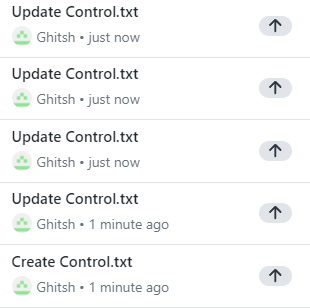 Update Control.txt
Ghitsh • just now
Update Control.txt
Ghitsh • just now
Update Control.txt
Ghitsh • just now
Update Control.txt
Ghitsh • 1 minute ago
Create Control.txt
Ghitsh • 1 minute ago